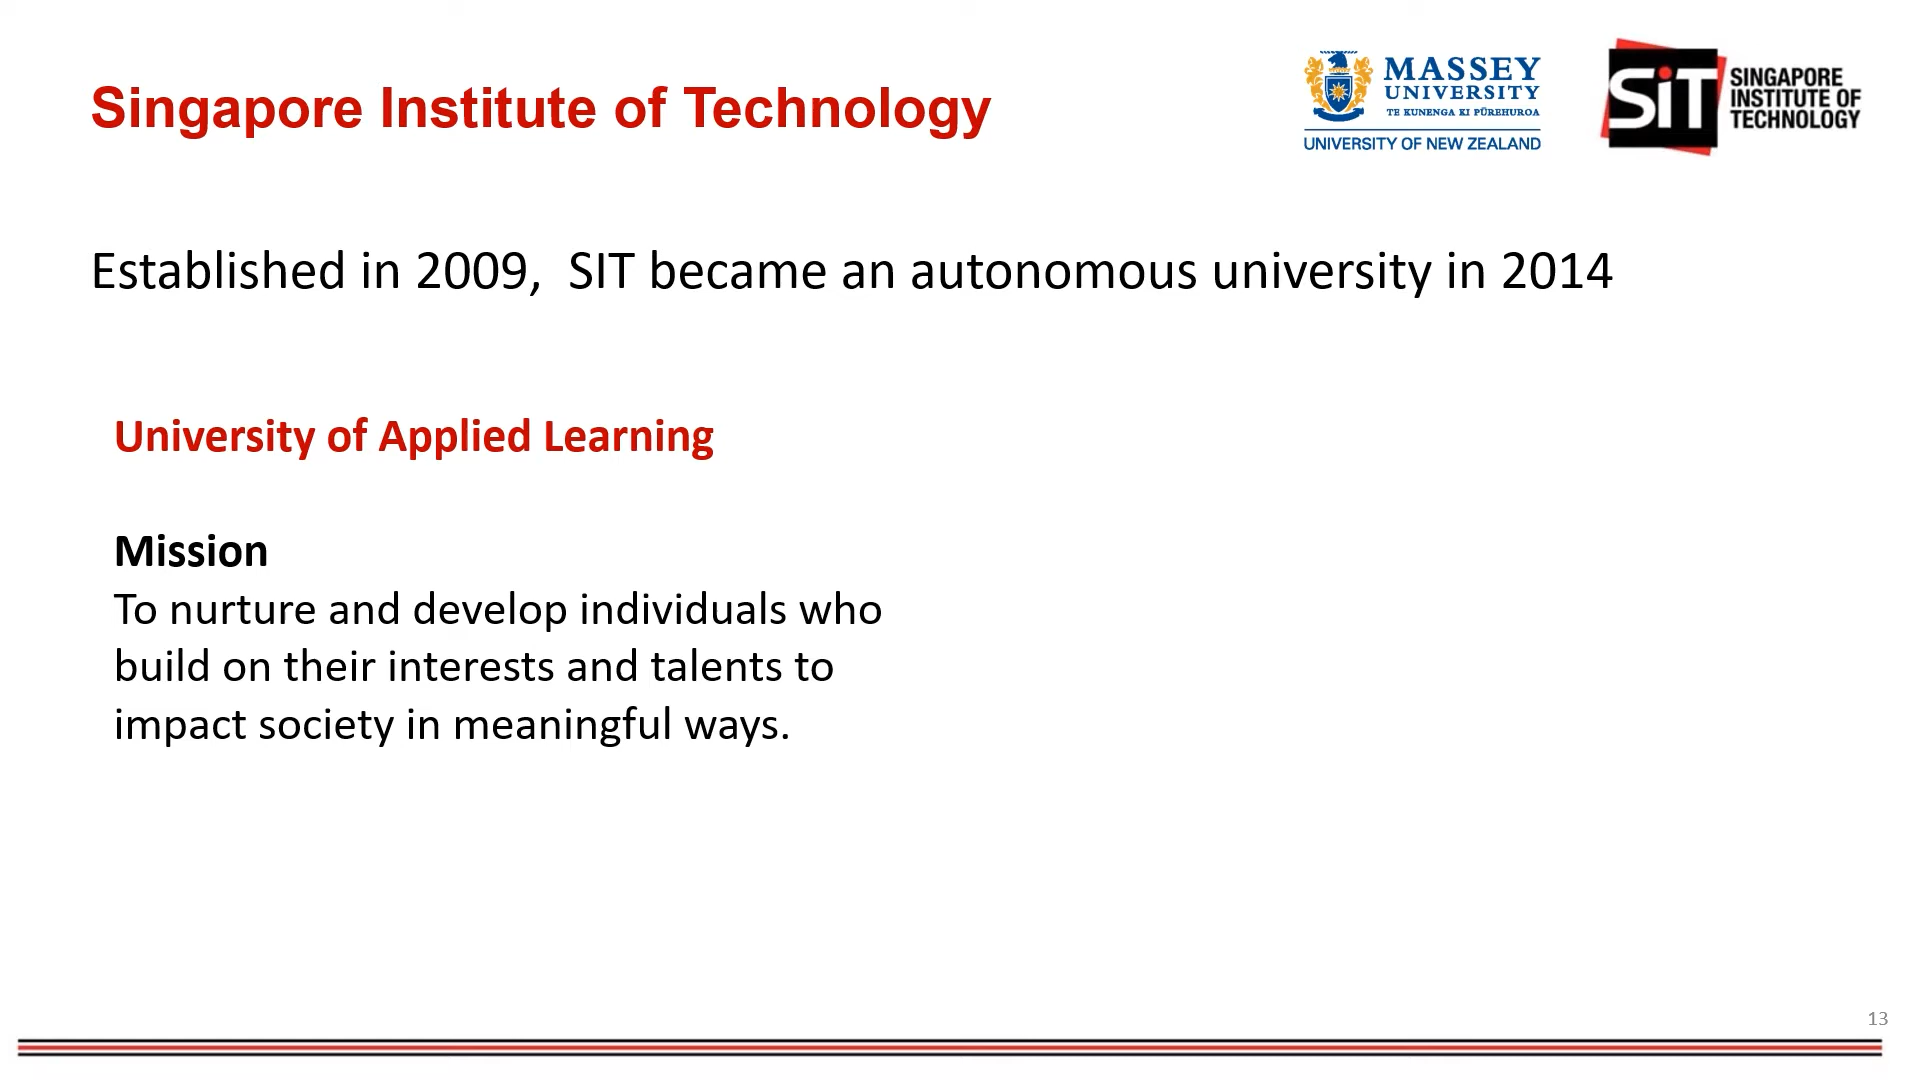 Singapore Institute of Technology
MASSEY
UNIVERSITY
TE KUNENGA KI PŪREHUROA
UNIVERSITY OF NEW ZEALAND
SiT
SINGAPORE
INSTITUTE OF
TECHNOLOGY
Established in 2009,  SIT became an autonomous university in 2014
University of Applied Learning
Mission
To nurture and develop individuals who
build on their interests and talents to
impact society in meaningful ways.
13